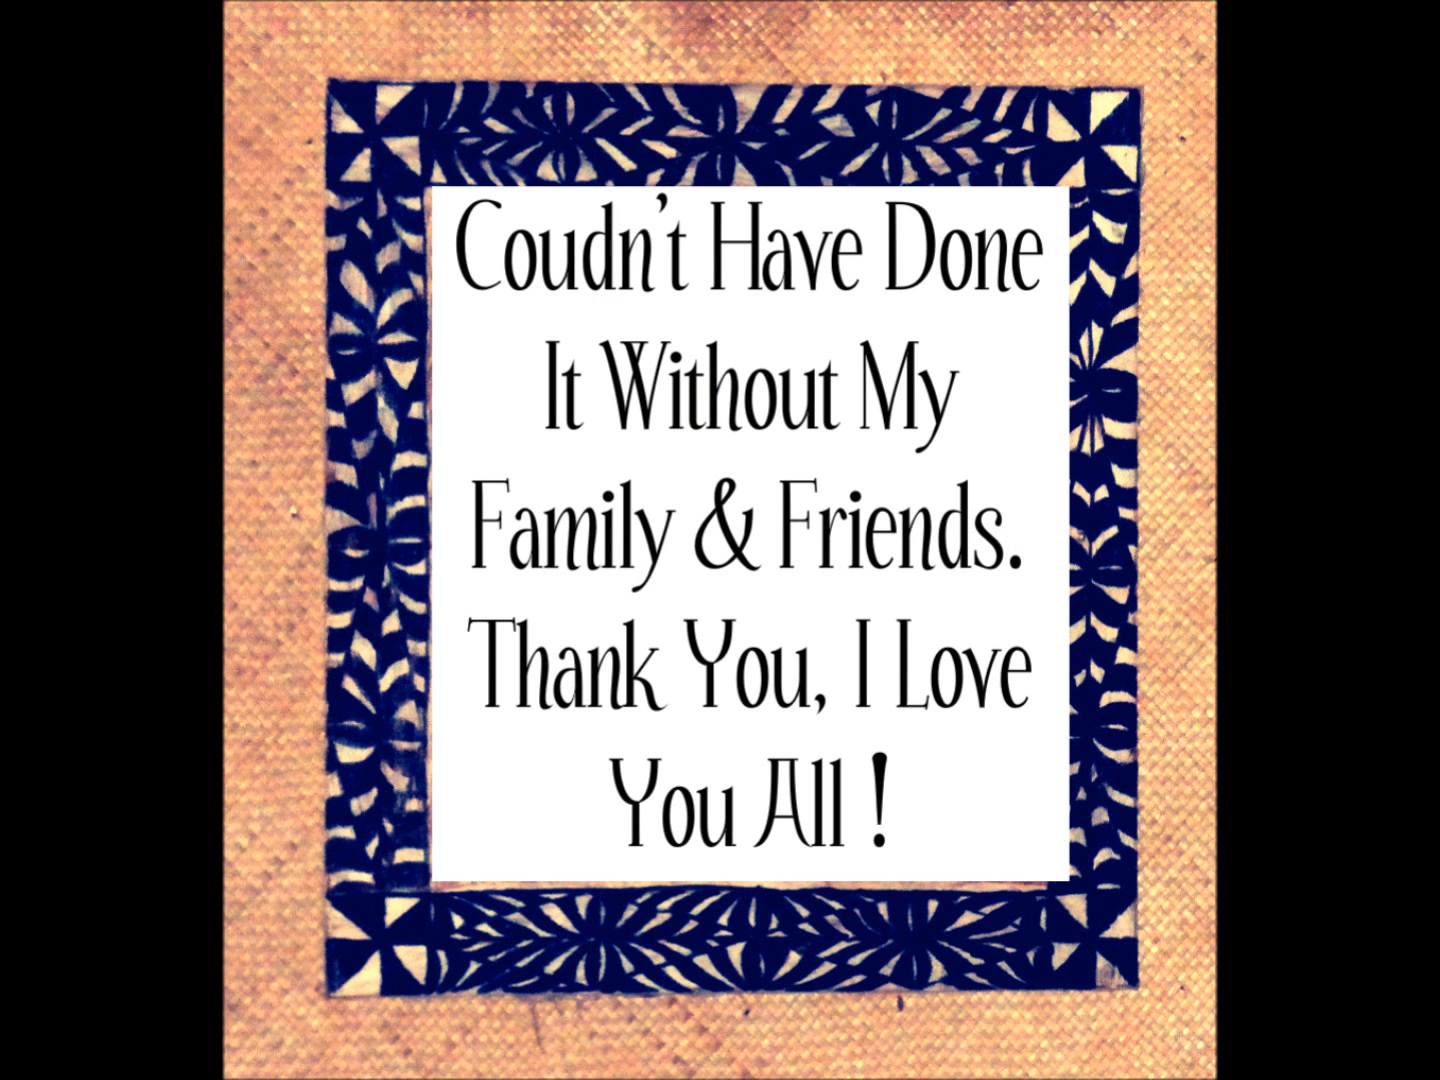 Coudn't Have Done
It Without My
Family & Friends.
Thank You, I Love
You All !